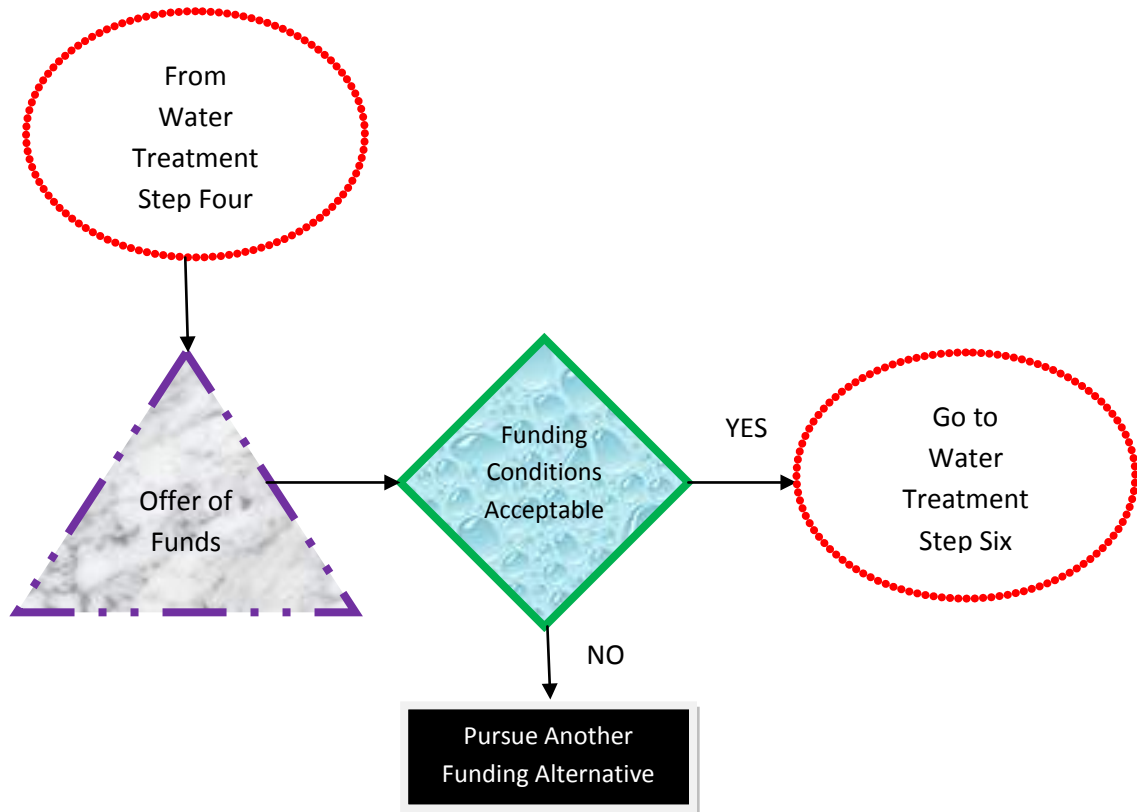 From
Water
Treatment
Step Four
Offer of
Funds
Funding
Conditions
Acceptable
YES
Go to
Water
Treatment
Step Six
NO
Pursue Another
Funding Alternative